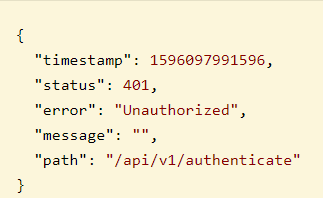 {
"timestamp": 1596097991596,
"status": 401,
"error": "Unauthorized",
"message": "",
"path": "/api/v1/authenticate"
}